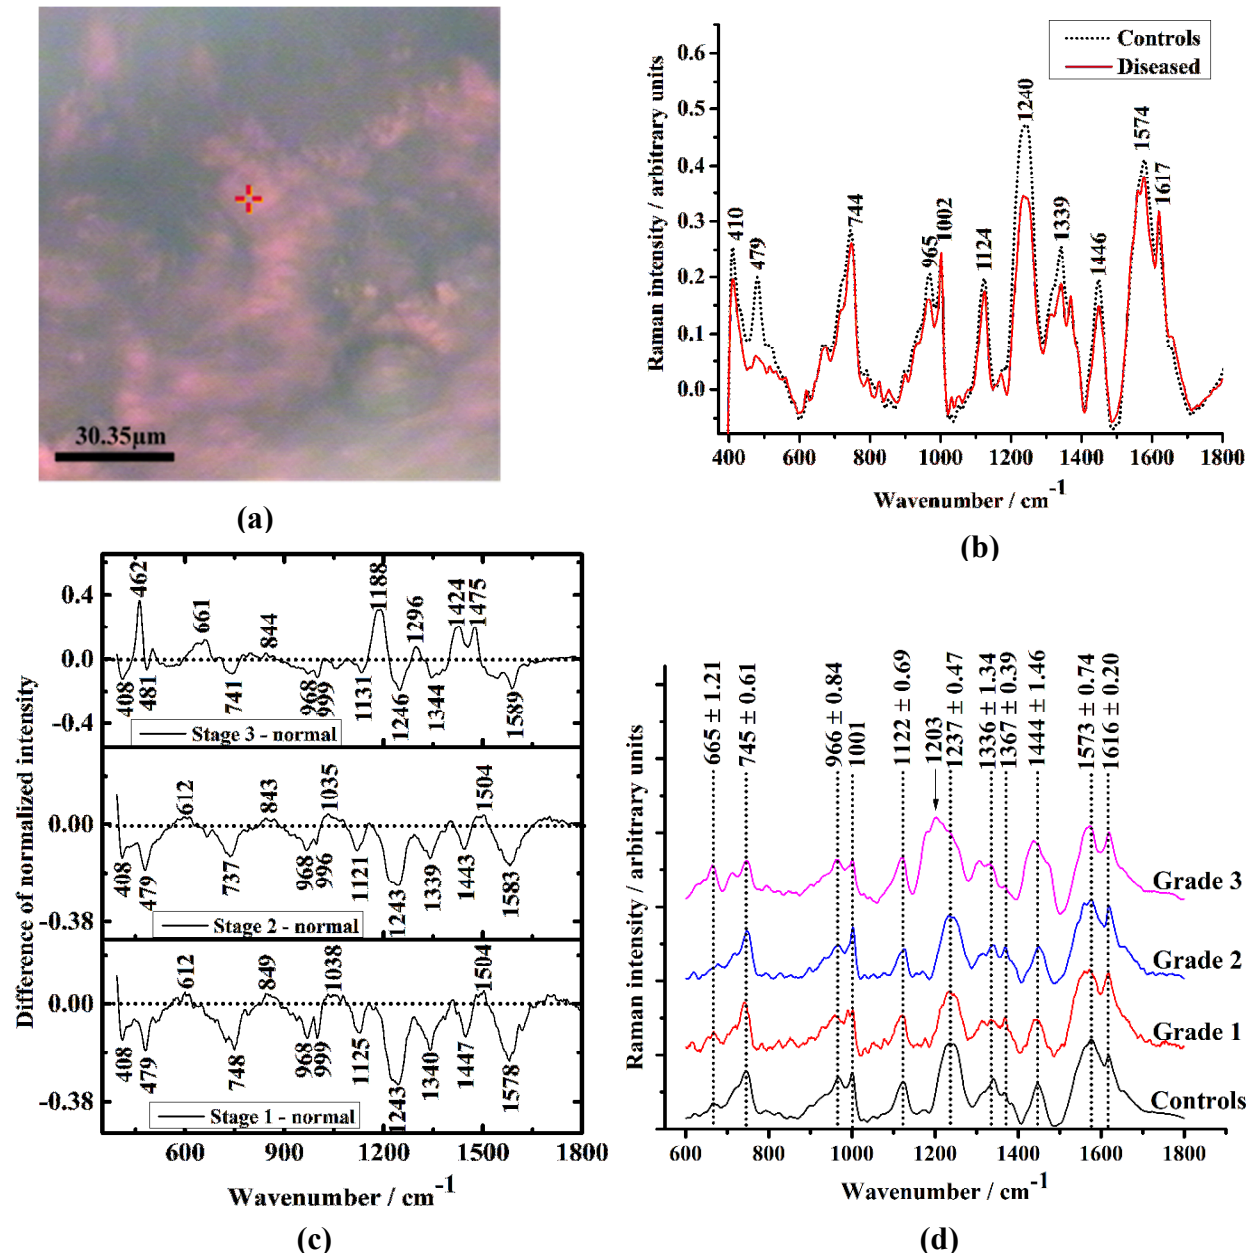 30.35μm
(a)
Controls
Diseased
Raman intensity / arbitrary units
0.6
0.5
0.4
0.3
0.2
0.1
0.0
410
479
744
965
1002
1124
1240
1339
1446
1574
1617
400 600 800 1000 1200 1400 1600 1800
Wavenumber / cm⁻¹
(b)
Difference of normalized intensity
0.4
0.0
-0.4
462
661
844
1188
1296
1424
1475
408
481
741
968
999
1131
1246
1344
1589
Stage 3 - normal
0.00
-0.38
612
843
1035
1504
408
479
737
968
996
1121
1243
1339
1443
1583
Stage 2 - normal
0.00
-0.38
612
849
1038
1504
408
479
748
968
999
1125
1243
1340
1447
1578
Stage 1 - normal
600 900 1200 1500 1800
Wavenumber / cm⁻¹
(c)
Raman intensity / arbitrary units
665 ± 1.21
745 ± 0.61
966 ± 0.84
1001
1122 ± 0.69
1203
1237 ± 0.47
1336 ± 1.34
1367 ± 0.39
1444 ± 1.46
1573 ± 0.74
1616 ± 0.20
Grade 3
Grade 2
Grade 1
Controls
600 800 1000 1200 1400 1600 1800
Wavenumber / cm⁻¹
(d)